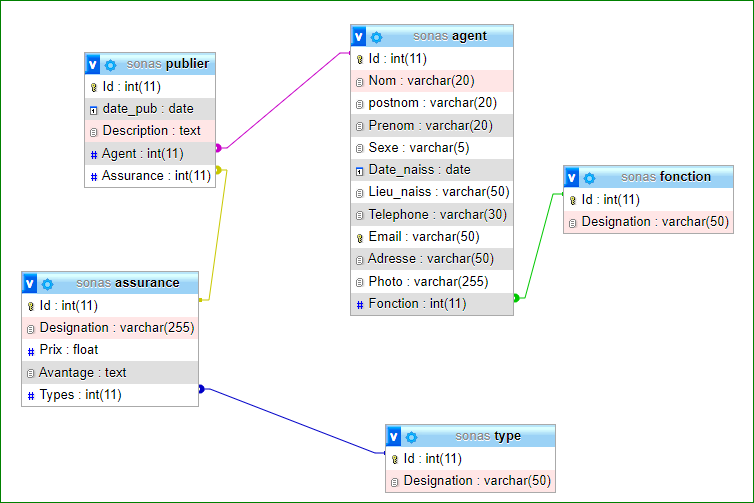 v sonas publier
Id : int(11)
date_pub : date
Description : text
# Agent : int(11)
# Assurance : int(11)
v sonas agent
Id : int(11)
Nom : varchar(20)
postnom : varchar(20)
Prenom : varchar(20)
Sexe : varchar(5)
Date_naiss : date
Lieu_naiss : varchar(50)
Telephone : varchar(30)
Email : varchar(50)
Adresse : varchar(50)
Photo : varchar(255)
# Fonction : int(11)
v sonas fonction
Id : int(11)
Designation : varchar(50)
v sonas assurance
Id : int(11)
Designation : varchar(255)
# Prix : float
Avantage : text
# Types : int(11)
v sonas type
Id : int(11)
Designation : varchar(50)